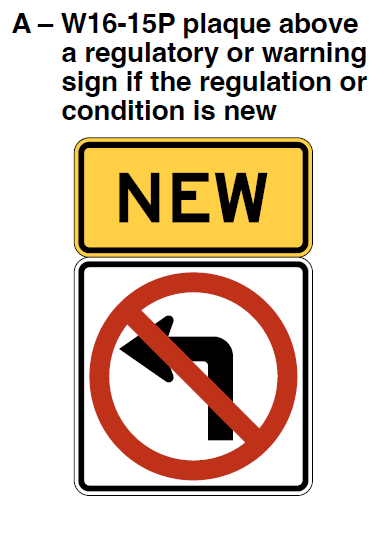 A – W16-15P plaque above
a regulatory or warning
sign if the regulation or
condition is new
NEW